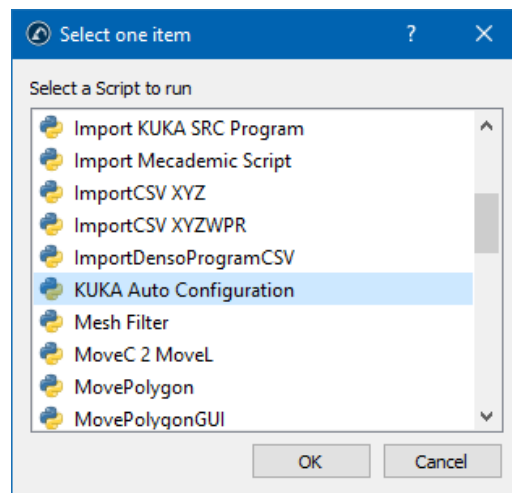 Select one item ?
Select a Script to run
Import KUKA SRC Program
Import Mecademic Script
ImportCSV XYZ
ImportCSV XYZWPR
ImportDensoProgramCSV
KUKA Auto Configuration
Mesh Filter
MoveC 2 MoveL
MovePolygon
MovePolygonGUI
OK Cancel